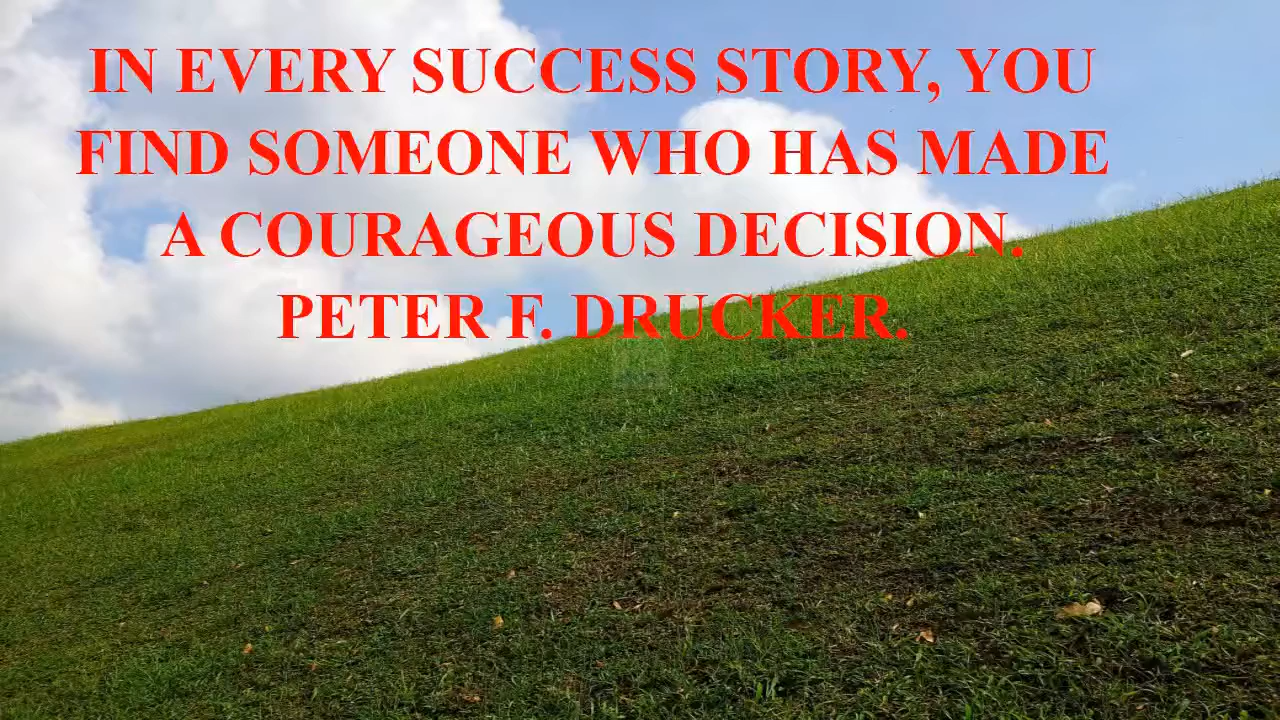 IN EVERY SUCCESS STORY, YOU
FIND SOMEONE WHO HAS MADE
A COURAGEOUS DECISION.
PETER F. DRUCKER.